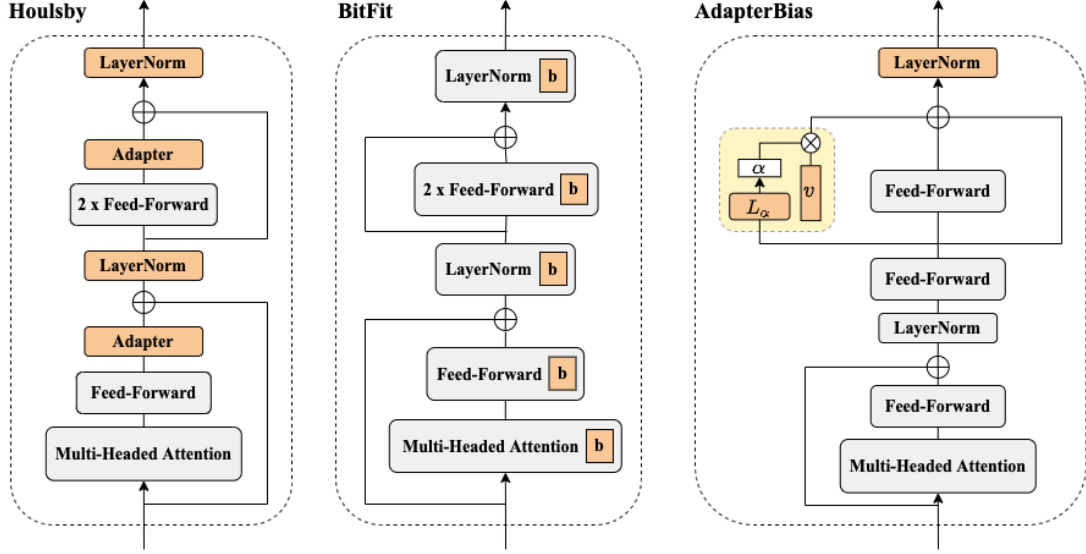 Houlsby
LayerNorm
Adapter
2 x Feed-Forward
LayerNorm
Adapter
Feed-Forward
Multi-Headed Attention
BitFit
LayerNorm b
2 x Feed-Forward b
LayerNorm b
Feed-Forward b
Multi-Headed Attention b
AdapterBias
LayerNorm
α
v
Lα
Feed-Forward
Feed-Forward
LayerNorm
Feed-Forward
Multi-Headed Attention